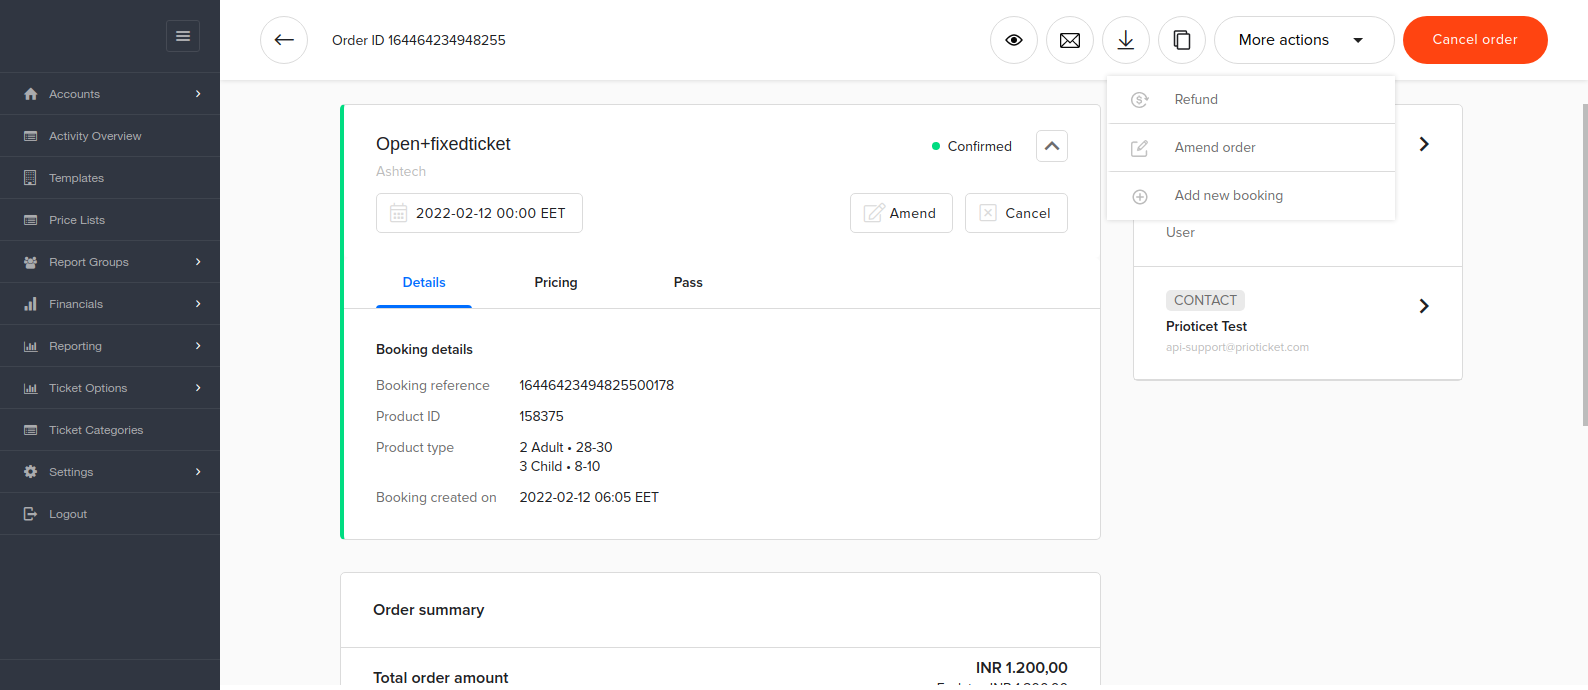 Order ID 164464234948255
More actions
Cancel order
Accounts
Activity Overview
Templates
Price Lists
Report Groups
Financials
Reporting
Ticket Options
Ticket Categories
Settings
Logout
Refund
Amend order
Add new booking
Open+fixedticket
Confirmed
Ashtech
2022-02-12 00:00 EET
Amend
Cancel
Details
Pricing
Pass
Booking details
Booking reference 16446423494825500178
Product ID 158375
Product type 2 Adult • 28-30
3 Child • 8-10
Booking created on 2022-02-12 06:05 EET
User
CONTACT
Prioticet Test
api-support@prioticket.com
Order summary
Total order amount INR 1.200,00